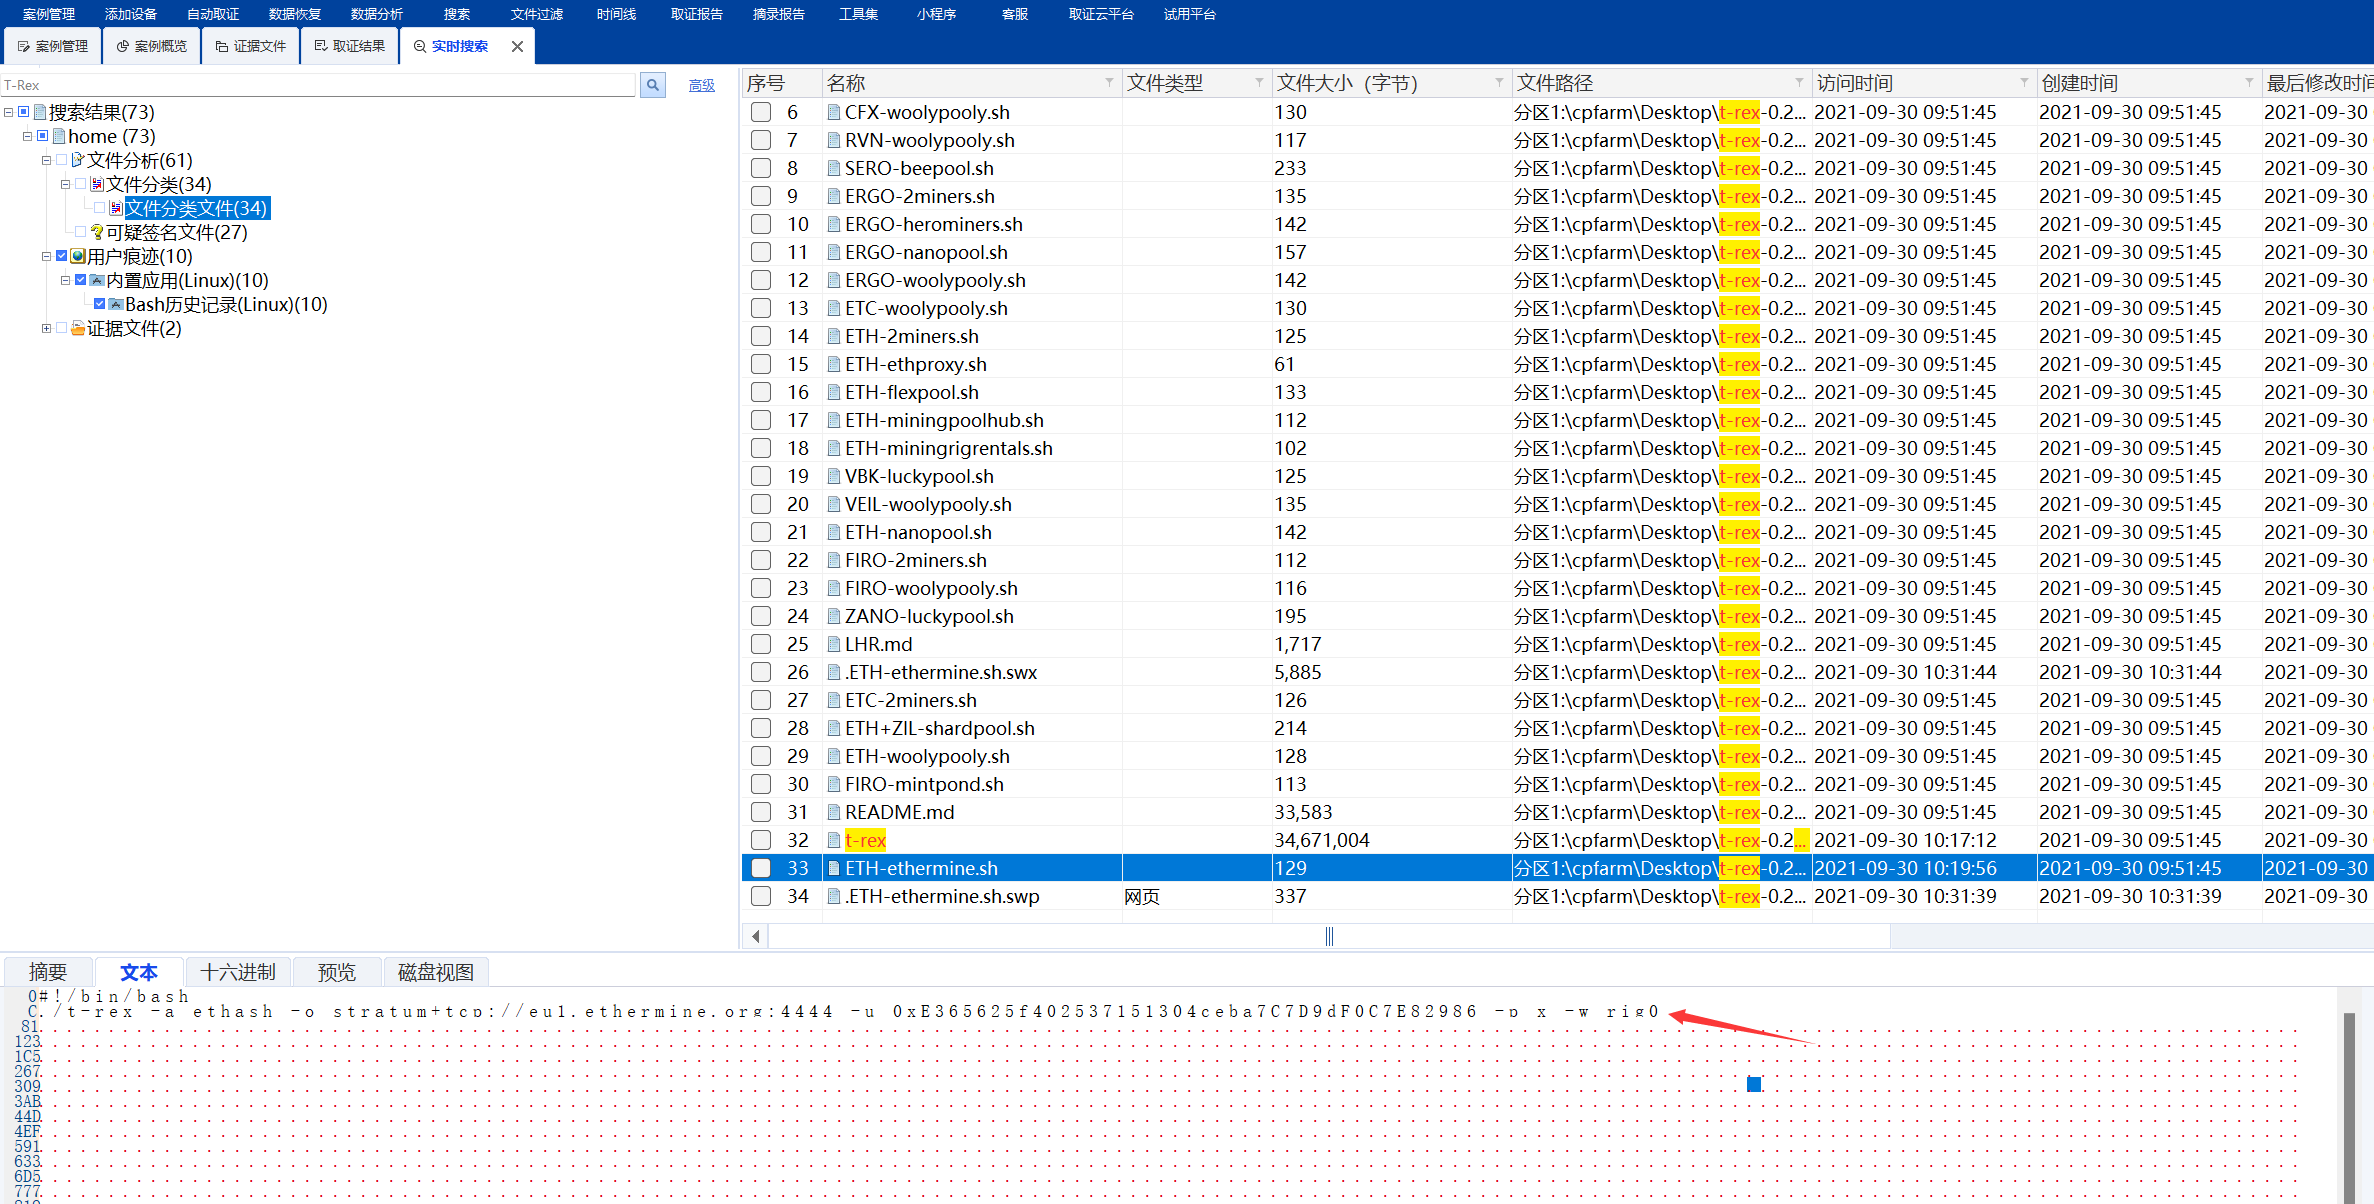 案例管理 添加设备 自动取证 数据恢复 数据分析 搜索 文件过滤 时间线 取证报告 摘录报告 工具集 小程序 客服 取证云平台 试用平台
案例管理 案例概览 证据文件 取证结果 实时搜索
T-Rex 高级
搜索结果(73)
home (73)
文件分析(61)
文件分类(34)
文件分类文件(34)
可疑签名文件(27)
用户痕迹(10)
内置应用(Linux)(10)
Bash历史记录(Linux)(10)
证据文件(2)
序号 名称 文件类型 文件大小（字节） 文件路径 访问时间 创建时间 最后修改时间
6 CFX-woolypooly.sh 130 分区1:\cpfarm\Desktop\t-rex-0.2... 2021-09-30 09:51:45 2021-09-30 09:51:45 2021-09-30
7 RVN-woolypooly.sh 117 分区1:\cpfarm\Desktop\t-rex-0.2... 2021-09-30 09:51:45 2021-09-30 09:51:45 2021-09-30
8 SERO-beepool.sh 233 分区1:\cpfarm\Desktop\t-rex-0.2... 2021-09-30 09:51:45 2021-09-30 09:51:45 2021-09-30
9 ERGO-2miners.sh 135 分区1:\cpfarm\Desktop\t-rex-0.2... 2021-09-30 09:51:45 2021-09-30 09:51:45 2021-09-30
10 ERGO-herominers.sh 142 分区1:\cpfarm\Desktop\t-rex-0.2... 2021-09-30 09:51:45 2021-09-30 09:51:45 2021-09-30
11 ERGO-nanopool.sh 157 分区1:\cpfarm\Desktop\t-rex-0.2... 2021-09-30 09:51:45 2021-09-30 09:51:45 2021-09-30
12 ERGO-woolypooly.sh 142 分区1:\cpfarm\Desktop\t-rex-0.2... 2021-09-30 09:51:45 2021-09-30 09:51:45 2021-09-30
13 ETC-woolypooly.sh 130 分区1:\cpfarm\Desktop\t-rex-0.2... 2021-09-30 09:51:45 2021-09-30 09:51:45 2021-09-30
14 ETH-2miners.sh 125 分区1:\cpfarm\Desktop\t-rex-0.2... 2021-09-30 09:51:45 2021-09-30 09:51:45 2021-09-30
15 ETH-ethproxy.sh 61 分区1:\cpfarm\Desktop\t-rex-0.2... 2021-09-30 09:51:45 2021-09-30 09:51:45 2021-09-30
16 ETH-flexpool.sh 133 分区1:\cpfarm\Desktop\t-rex-0.2... 2021-09-30 09:51:45 2021-09-30 09:51:45 2021-09-30
17 ETH-miningpoolhub.sh 112 分区1:\cpfarm\Desktop\t-rex-0.2... 2021-09-30 09:51:45 2021-09-30 09:51:45 2021-09-30
18 ETH-miningrigrentals.sh 102 分区1:\cpfarm\Desktop\t-rex-0.2... 2021-09-30 09:51:45 2021-09-30 09:51:45 2021-09-30
19 VBK-luckypool.sh 125 分区1:\cpfarm\Desktop\t-rex-0.2... 2021-09-30 09:51:45 2021-09-30 09:51:45 2021-09-30
20 VEIL-woolypooly.sh 135 分区1:\cpfarm\Desktop\t-rex-0.2... 2021-09-30 09:51:45 2021-09-30 09:51:45 2021-09-30
21 ETH-nanopool.sh 142 分区1:\cpfarm\Desktop\t-rex-0.2... 2021-09-30 09:51:45 2021-09-30 09:51:45 2021-09-30
22 FIRO-2miners.sh 112 分区1:\cpfarm\Desktop\t-rex-0.2... 2021-09-30 09:51:45 2021-09-30 09:51:45 2021-09-30
23 FIRO-woolypooly.sh 116 分区1:\cpfarm\Desktop\t-rex-0.2... 2021-09-30 09:51:45 2021-09-30 09:51:45 2021-09-30
24 ZANO-luckypool.sh 195 分区1:\cpfarm\Desktop\t-rex-0.2... 2021-09-30 09:51:45 2021-09-30 09:51:45 2021-09-30
25 LHR.md 1,717 分区1:\cpfarm\Desktop\t-rex-0.2... 2021-09-30 09:51:45 2021-09-30 09:51:45 2021-09-30
26 .ETH-ethermine.sh.swx 5,885 分区1:\cpfarm\Desktop\t-rex-0.2... 2021-09-30 10:31:44 2021-09-30 10:31:44 2021-09-30
27 ETC-2miners.sh 126 分区1:\cpfarm\Desktop\t-rex-0.2... 2021-09-30 09:51:45 2021-09-30 09:51:45 2021-09-30
28 ETH+ZIL-shardpool.sh 214 分区1:\cpfarm\Desktop\t-rex-0.2... 2021-09-30 09:51:45 2021-09-30 09:51:45 2021-09-30
29 ETH-woolypooly.sh 128 分区1:\cpfarm\Desktop\t-rex-0.2... 2021-09-30 09:51:45 2021-09-30 09:51:45 2021-09-30
30 FIRO-mintpond.sh 113 分区1:\cpfarm\Desktop\t-rex-0.2... 2021-09-30 09:51:45 2021-09-30 09:51:45 2021-09-30
31 README.md 33,583 分区1:\cpfarm\Desktop\t-rex-0.2... 2021-09-30 09:51:45 2021-09-30 09:51:45 2021-09-30
32 t-rex 34,671,004 分区1:\cpfarm\Desktop\t-rex-0.2... 2021-09-30 10:17:12 2021-09-30 09:51:45 2021-09-30
33 ETH-ethermine.sh 129 分区1:\cpfarm\Desktop\t-rex-0.2... 2021-09-30 10:19:56 2021-09-30 09:51:45 2021-09-30
34 .ETH-ethermine.sh.swp 网页 337 分区1:\cpfarm\Desktop\t-rex-0.2... 2021-09-30 10:31:39 2021-09-30 10:31:39 2021-09-30
摘要 文本 十六进制 预览 磁盘视图
0 #!/bin/bash
C ./t-rex -a ethash -o stratum+tcp://eu1.ethermine.org:4444 -u 0xE365625f402537151304ceba7C7D9dF0C7E82986 -p x -w rig0
81
123
1C5
267
309
3AB
44D
4EF
591
633
6D5
777